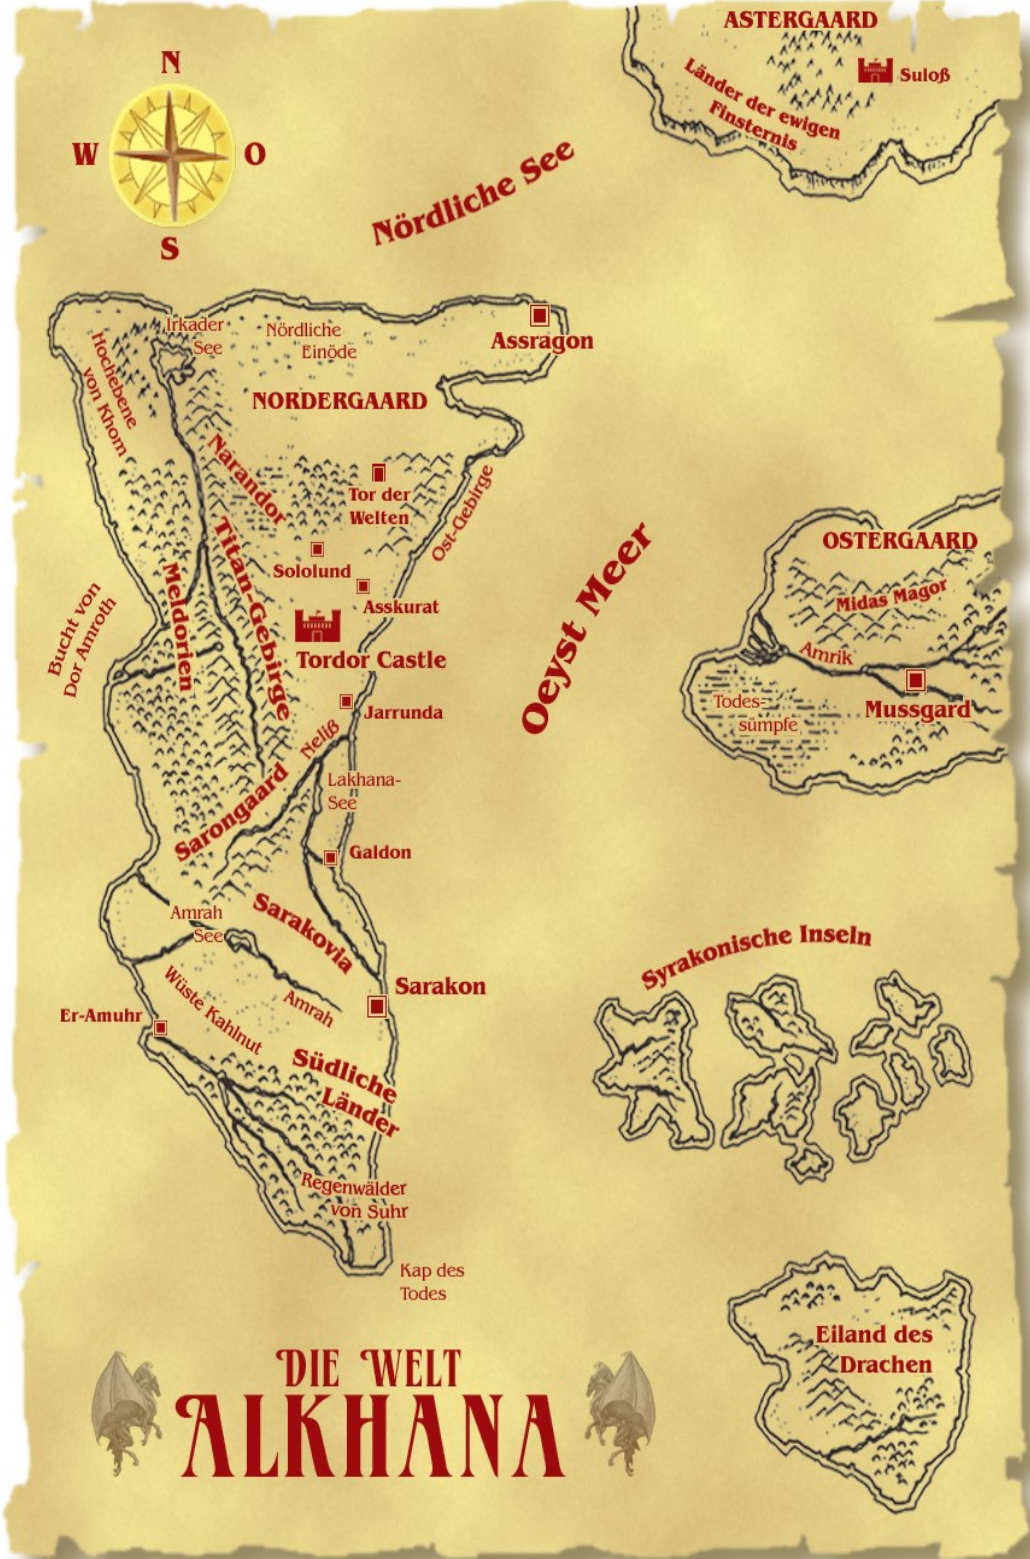 ASTERGAARD
Suloß
Länder der ewigen
Finsternis
N
W
O
S
Nördliche See
Irkader
See
Nördliche
Einöde
Assragon
Hochebene
von Khorn
NORDERGAARD
Narandor
Tor der
Welten
Ost-Gebirge
Titan-Gebirge
Sololund
Meldorien
Asskurat
Bucht von
Dor Amroth
Tordor Castle
Jarrunda
Neliß
Oeyst Meer
OSTERGAARD
Midas Magor
Amrik
Todes-
sümpfe
Mussgard
Lakhana-
See
Sarongaard
Galdon
Amrah
See
Sarakovia
Syrakonische Inseln
Sarakon
Er-Amuhr
Wüste Kahlnut
Amrah
Südliche
Länder
Regenwälder
von Suhr
Kap des
Todes
Eiland des
Drachen
DIE WELT
ALKHANA